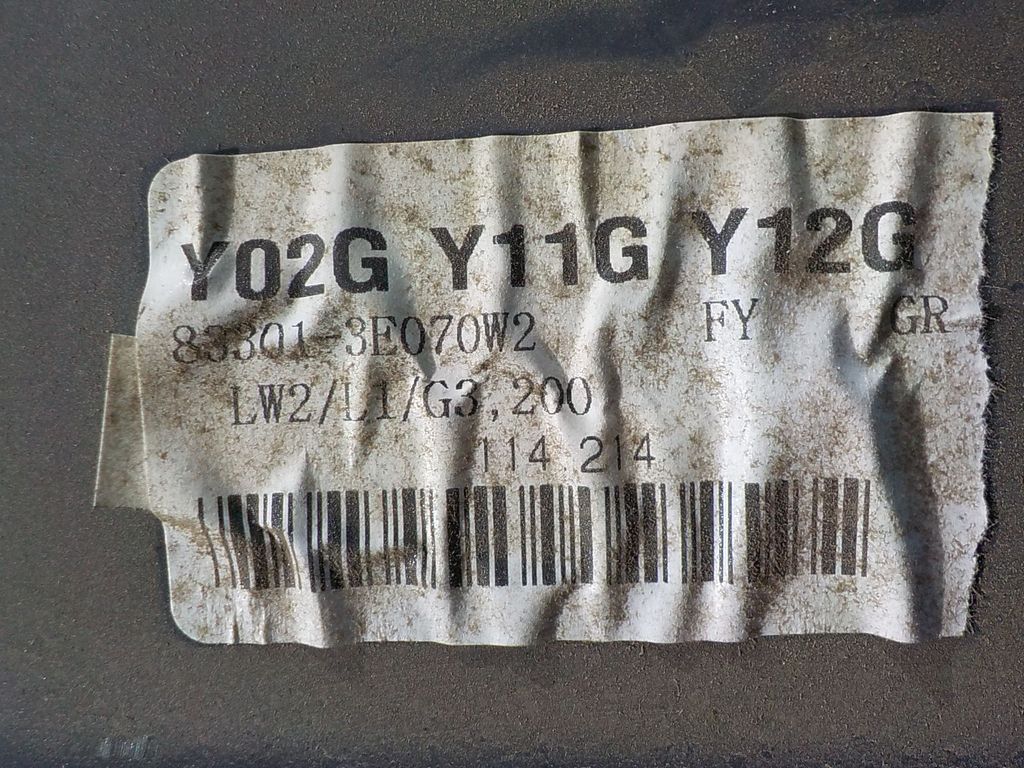 Y02G Y11G Y12G
83301-3E070W2 FY GR
LW2/L1/G3,200
114 214